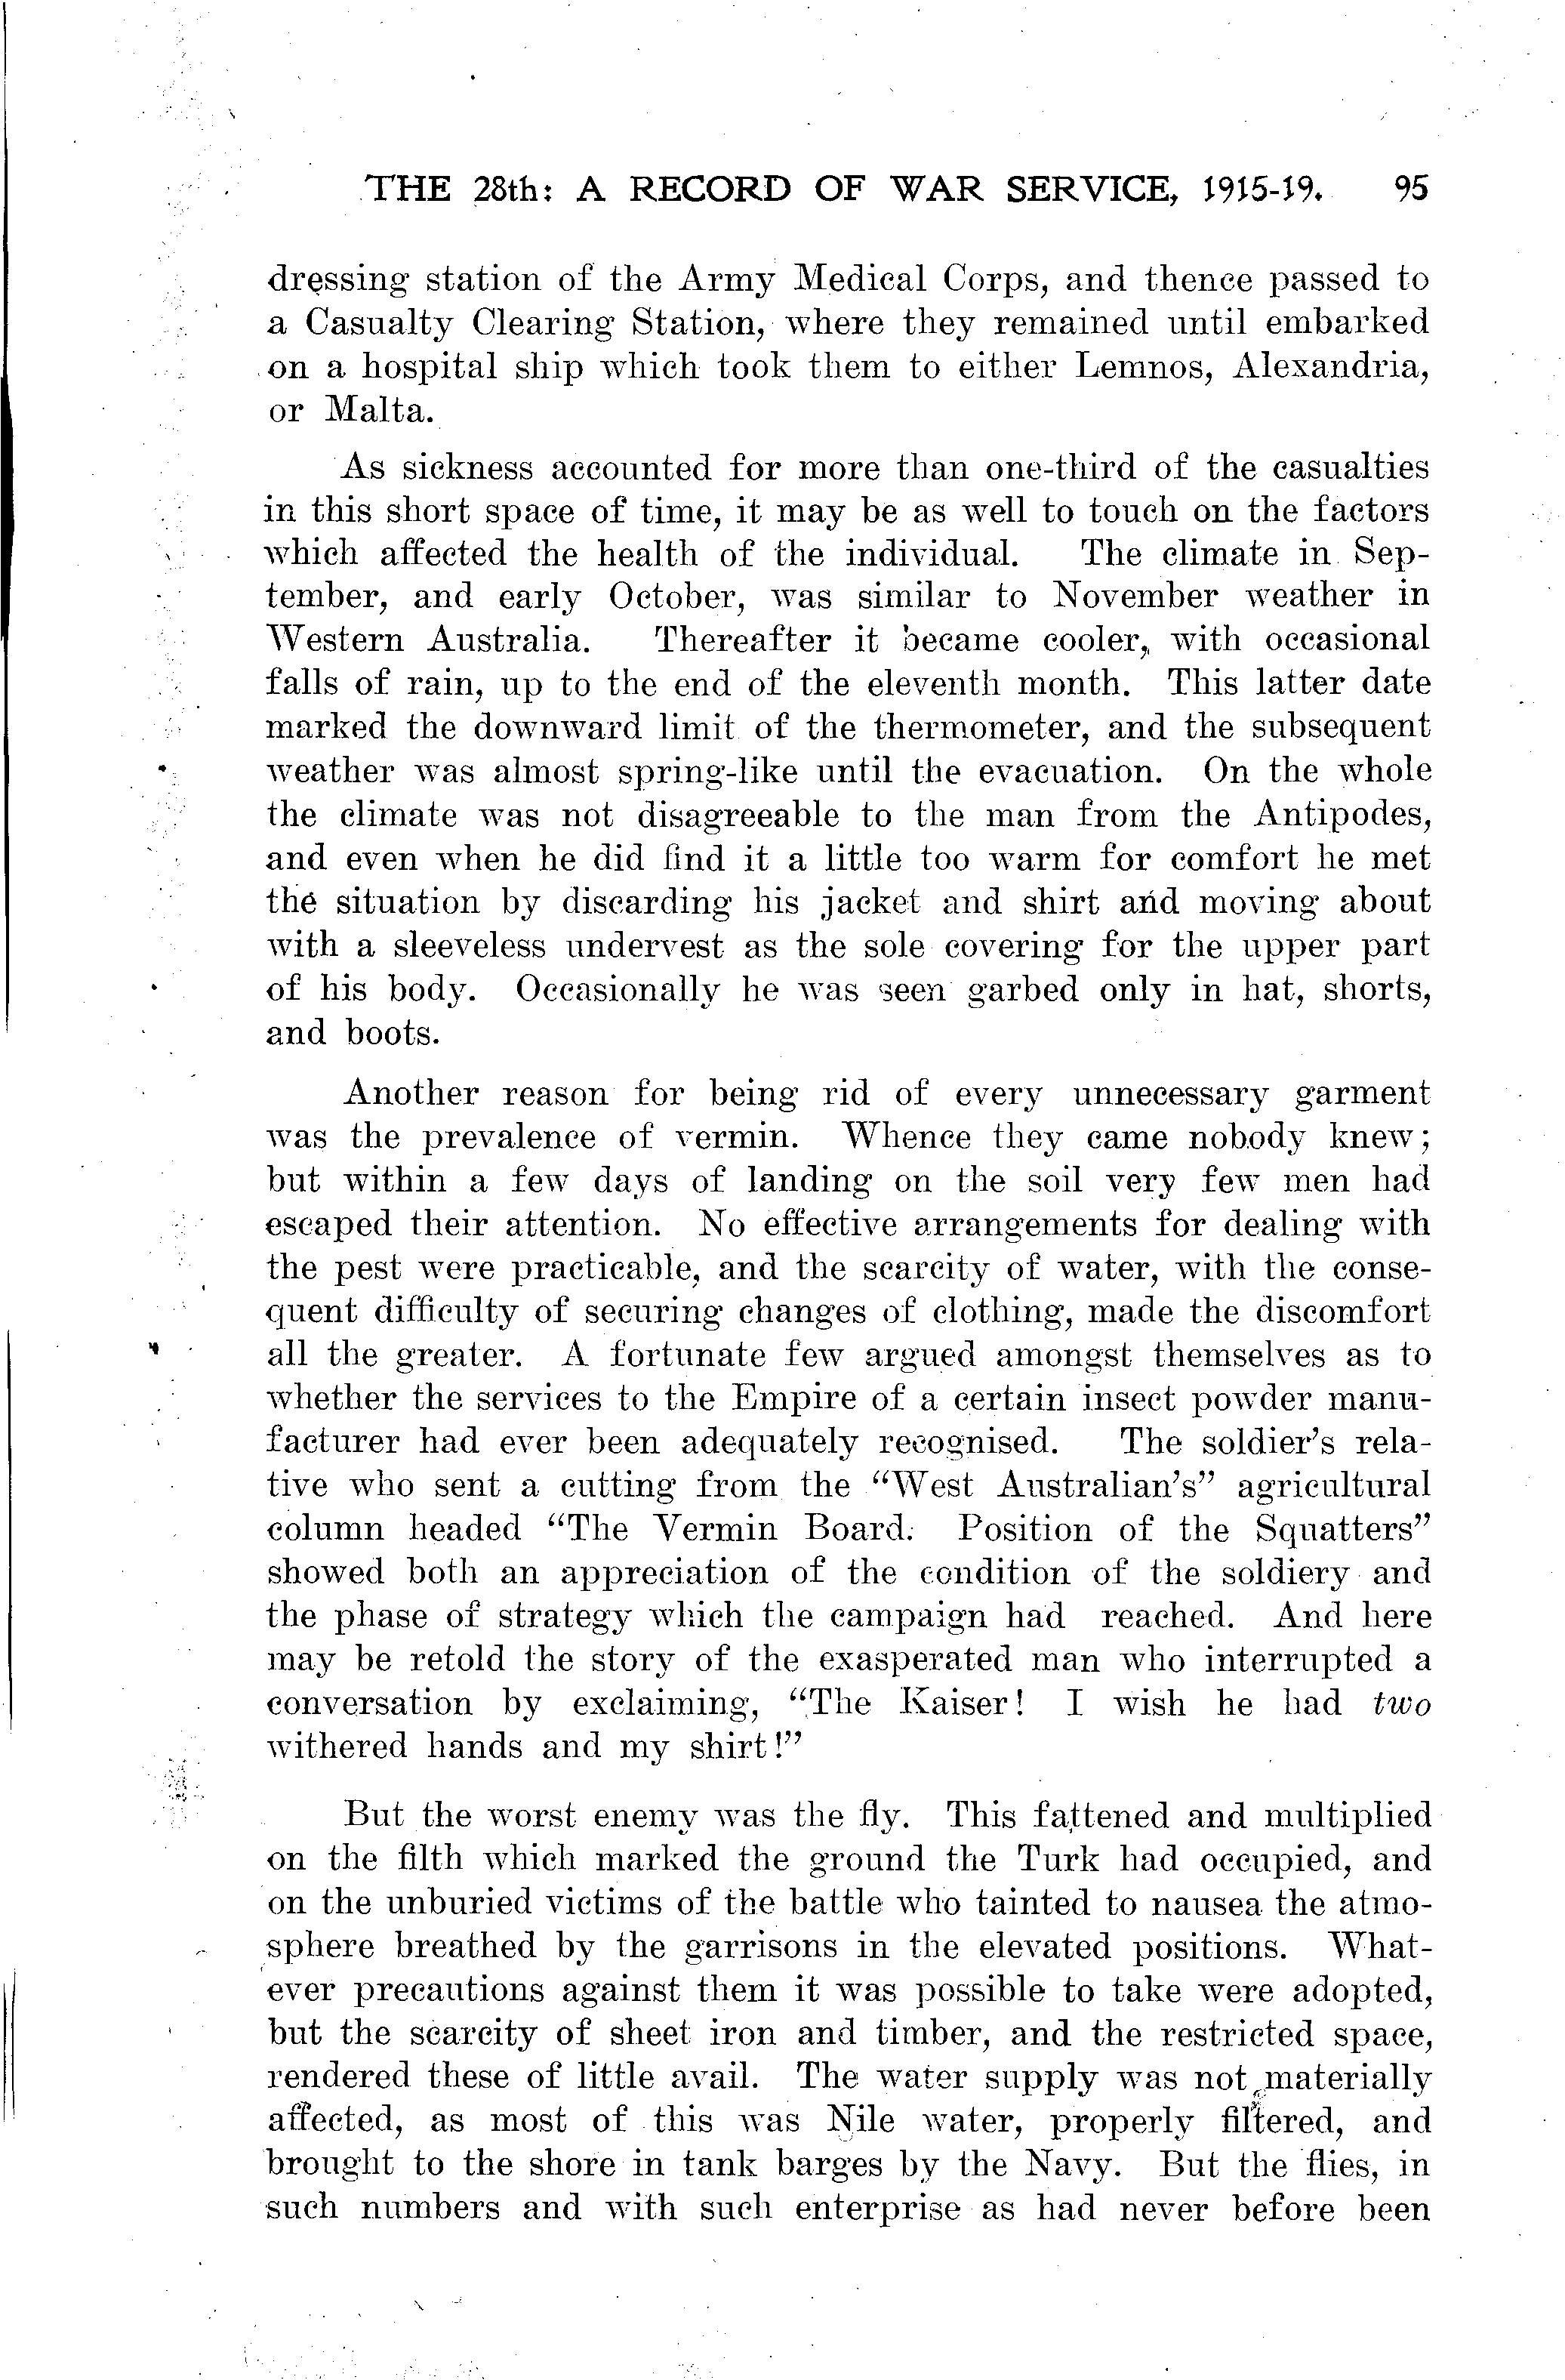 THE 28th: A RECORD OF WAR SERVICE, 1915-19. 95
dressing station of the Army Medical Corps, and thence passed to
a Casualty Clearing Station, where they remained until embarked
on a hospital ship which took them to either Lemnos, Alexandria,
or Malta.
As sickness accounted for more than one-third of the casualties
in this short space of time, it may be as well to touch on the factors
which affected the health of the individual. The climate in Sep-
tember, and early October, was similar to November weather in
Western Australia. Thereafter it became cooler, with occasional
falls of rain, up to the end of the eleventh month. This latter date
marked the downward limit of the thermometer, and the subsequent
weather was almost spring-like until the evacuation. On the whole
the climate was not disagreeable to the man from the Antipodes,
and even when he did find it a little too warm for comfort he met
the situation by discarding his jacket and shirt and moving about
with a sleeveless undervest as the sole covering for the upper part
of his body. Occasionally he was seen garbed only in hat, shorts,
and boots.
Another reason for being rid of every unnecessary garment
was the prevalence of vermin. Whence they came nobody knew;
but within a few days of landing on the soil very few men had
escaped their attention. No effective arrangements for dealing with
the pest were practicable, and the scarcity of water, with the conse-
quent difficulty of securing changes of clothing, made the discomfort
all the greater. A fortunate few argued amongst themselves as to
whether the services to the Empire of a certain insect powder manu-
facturer had ever been adequately recognised. The soldier's rela-
tive who sent a cutting from the "West Australian's" agricultural
column headed "The Vermin Board: Position of the Squatters"
showed both an appreciation of the condition of the soldiery and
the phase of strategy which the campaign had reached. And here
may be retold the story of the exasperated man who interrupted a
conversation by exclaiming, "The Kaiser! I wish he had two
withered hands and my shirt!"
But the worst enemy was the fly. This fattened and multiplied
on the filth which marked the ground the Turk had occupied, and
on the unburied victims of the battle who tainted to nausea the atmo-
sphere breathed by the garrisons in the elevated positions. What-
ever precautions against them it was possible to take were adopted,
but the scarcity of sheet iron and timber, and the restricted space,
rendered these of little avail. The water supply was not materially
affected, as most of this was Nile water, properly filtered, and
brought to the shore in tank barges by the Navy. But the flies, in
such numbers and with such enterprise as had never before been